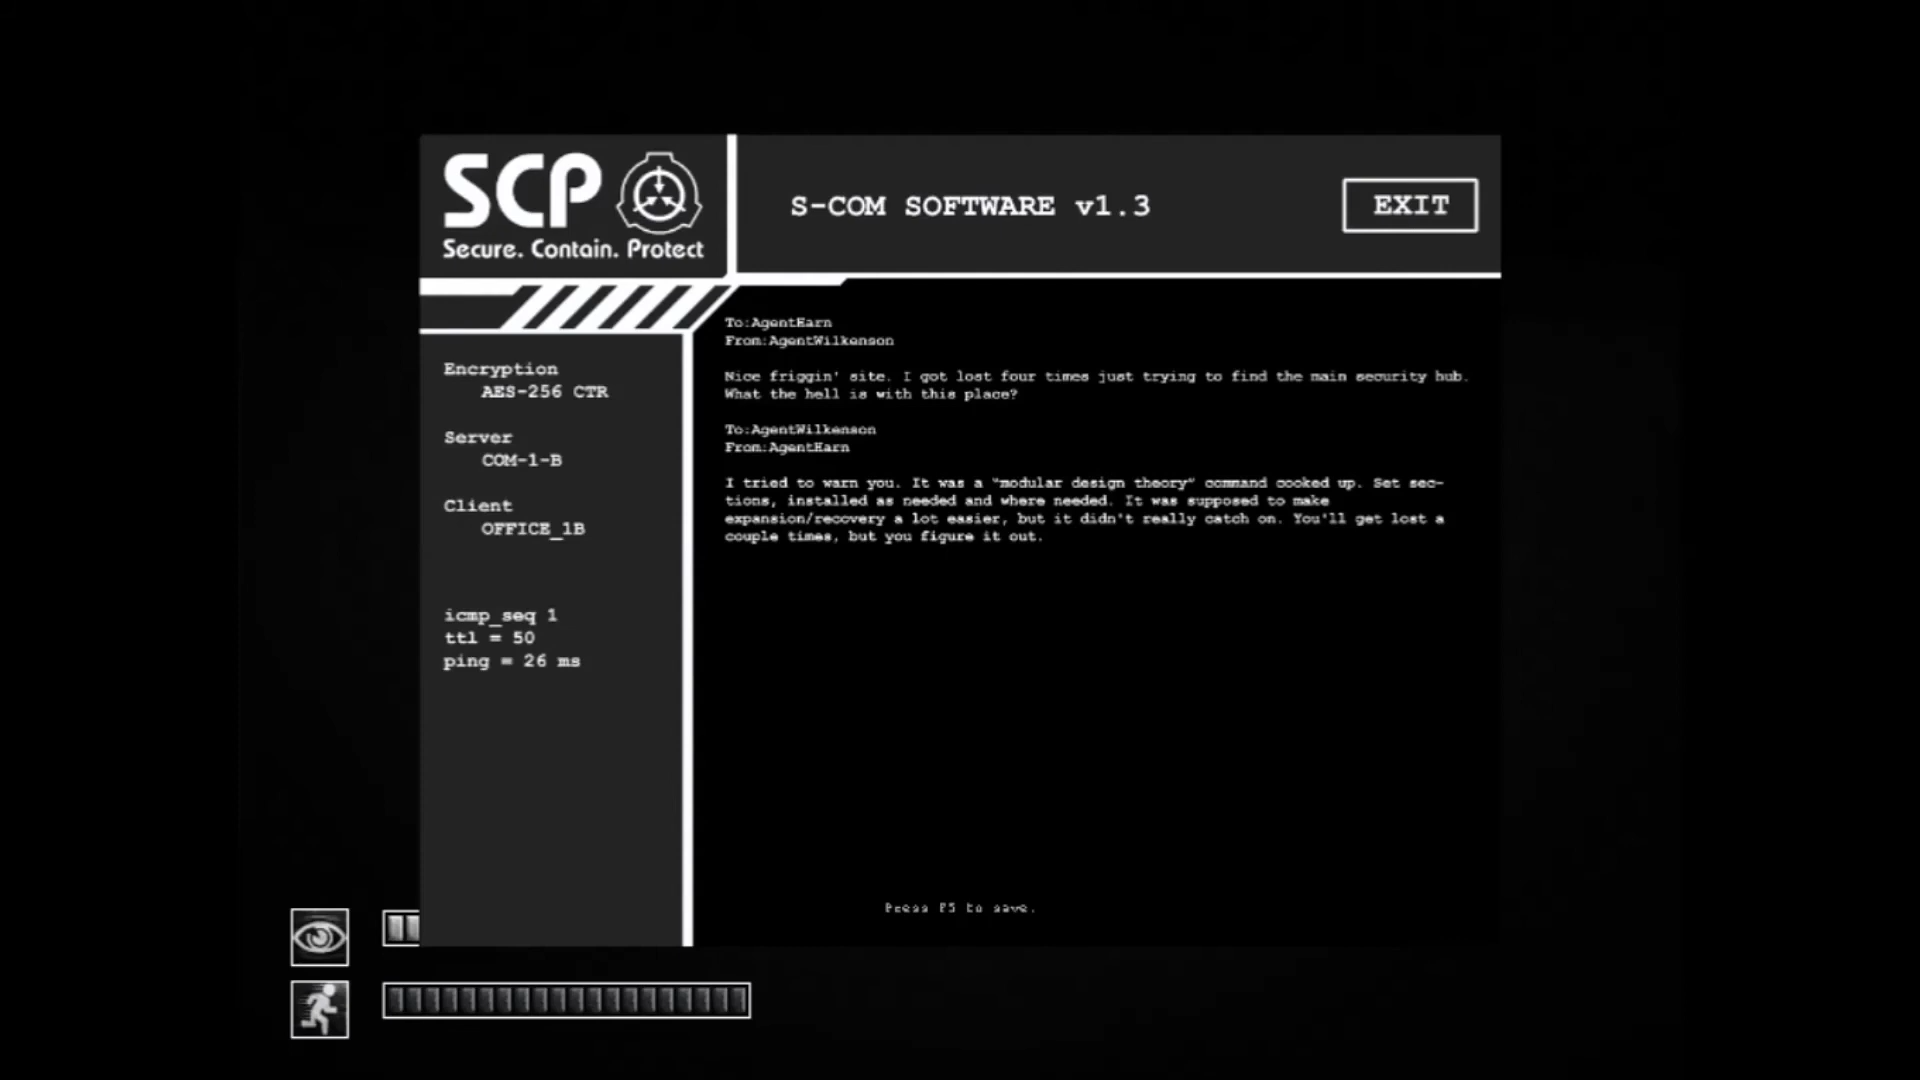 SCP
Secure. Contain. Protect
S-COM SOFTWARE v1.3
EXIT
Encryption
AES-256 CTR
Server
COM-1-B
Client
OFFICE_1B
icmp_seq 1
ttl = 50
ping = 26 ms
To:AgentHarn
From:AgentWilkenson
Nice friggin' site. I got lost four times just trying to find the main security hub.
What the hell is with this place?
To:AgentWilkenson
From:AgentHarn
I tried to warn you. It was a "modular design theory" command cooked up. Set sec-
tions, installed as needed and where needed. It was supposed to make
expansion/recovery a lot easier, but it didn't really catch on. You'll get lost a
couple times, but you figure it out.
Press F5 to save.